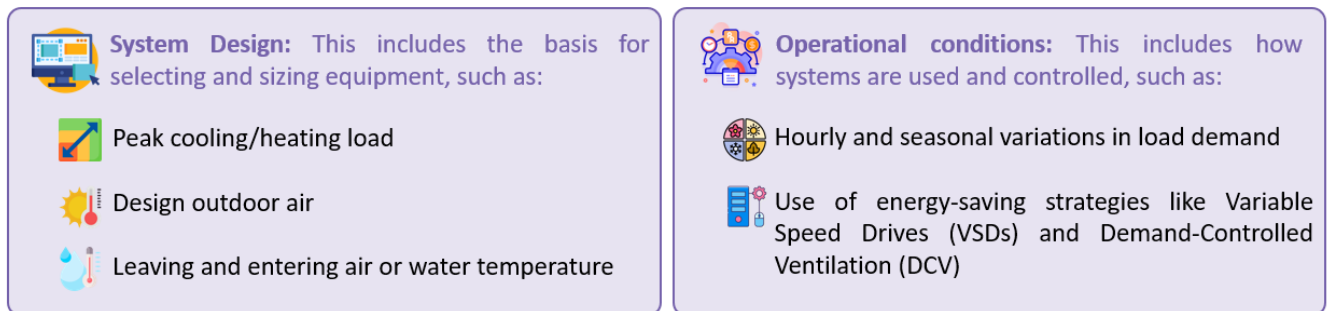 System Design: This includes the basis for
selecting and sizing equipment, such as:
Peak cooling/heating load
Design outdoor air
Leaving and entering air or water temperature
Operational conditions: This includes how
systems are used and controlled, such as:
Hourly and seasonal variations in load demand
Use of energy-saving strategies like Variable
Speed Drives (VSDs) and Demand-Controlled
Ventilation (DCV)